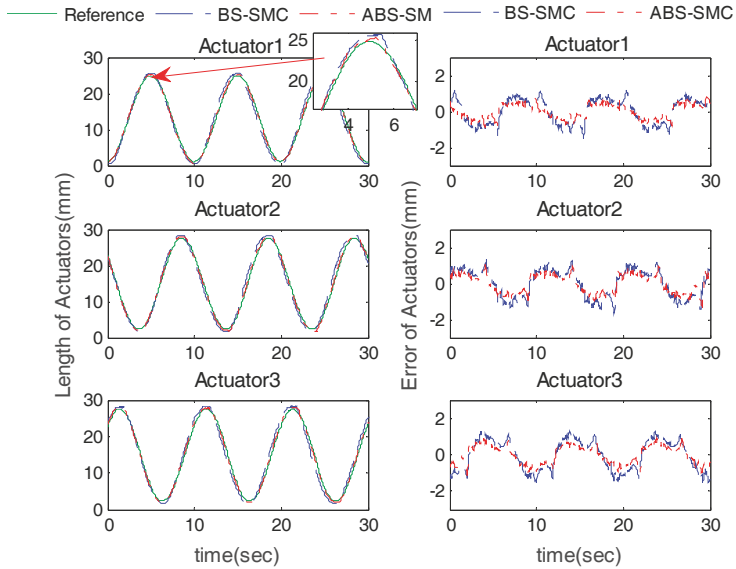 Reference BS-SMC ABS-SM BS-SMC ABS-SMC
Actuator1
30
20
10
0
0 10 20 30
25
20
4 6
Actuator1
2
0
-2
0 10 20 30
Length of Actuators(mm)
Error of Actuators(mm)
Actuator2
30
20
10
0
0 10 20 30
Actuator2
2
0
-2
0 10 20 30
Actuator3
30
20
10
0
0 10 20 30
time(sec)
Actuator3
2
0
-2
0 10 20 30
time(sec)